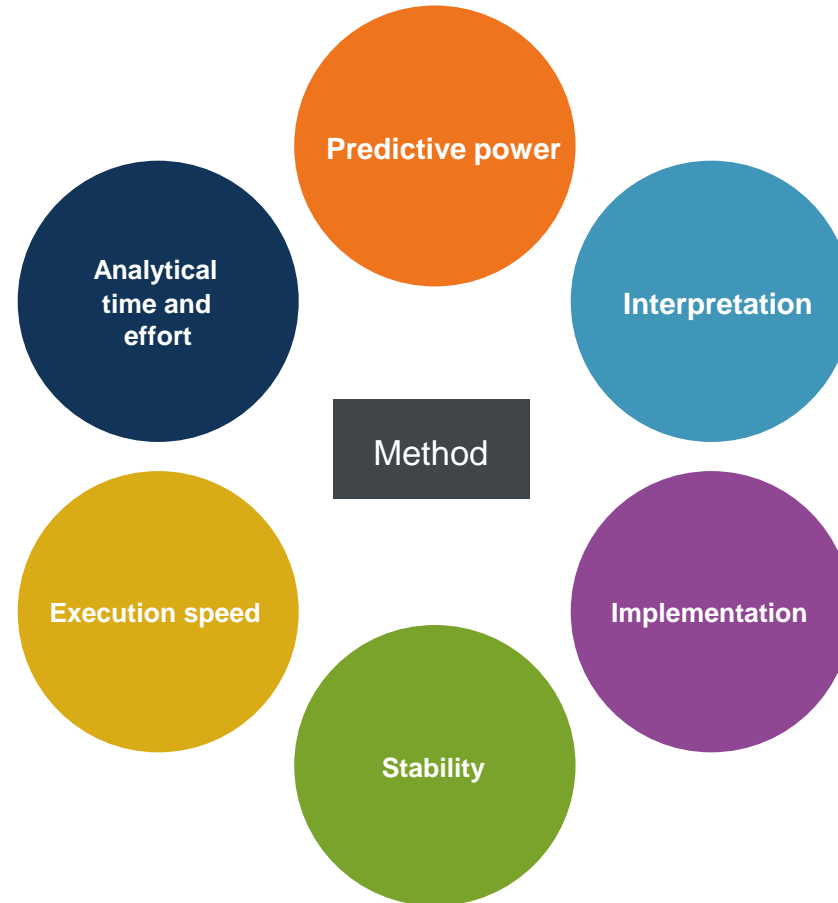 Predictive power
Analytical
time and
effort
Interpretation
Method
Execution speed
Implementation
Stability